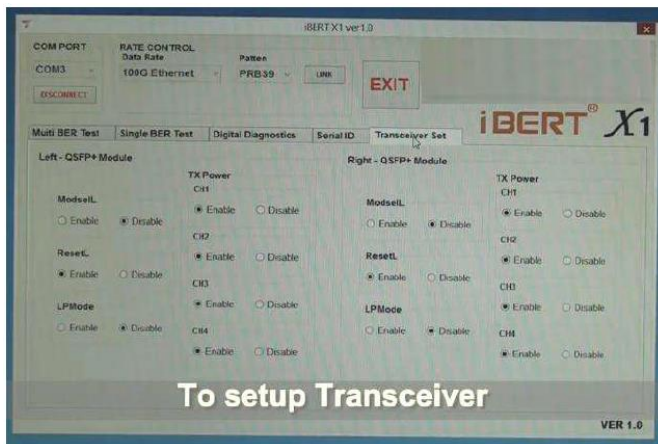 iBERT X1 ver1.0
COM PORT
COM3
DISCONNECT
RATE CONTROL
Data Rate
100G Ethernet
Patten
PRBS9
LINK
EXIT
iBERT® X1
Multi BER Test Single BER Test Digital Diagnostics Serial ID Transceiver Set
Left - QSFP+ Module
ModselL
Enable Disable
ResetL
Enable Disable
LPMode
Enable Disable
TX Power
CH1
Enable Disable
CH2
Enable Disable
CH3
Enable Disable
CH4
Enable Disable
Right - QSFP+ Module
ModselL
Enable Disable
ResetL
Enable Disable
LPMode
Enable Disable
TX Power
CH1
Enable Disable
CH2
Enable Disable
CH3
Enable Disable
CH4
Enable Disable
To setup Transceiver
VER 1.0